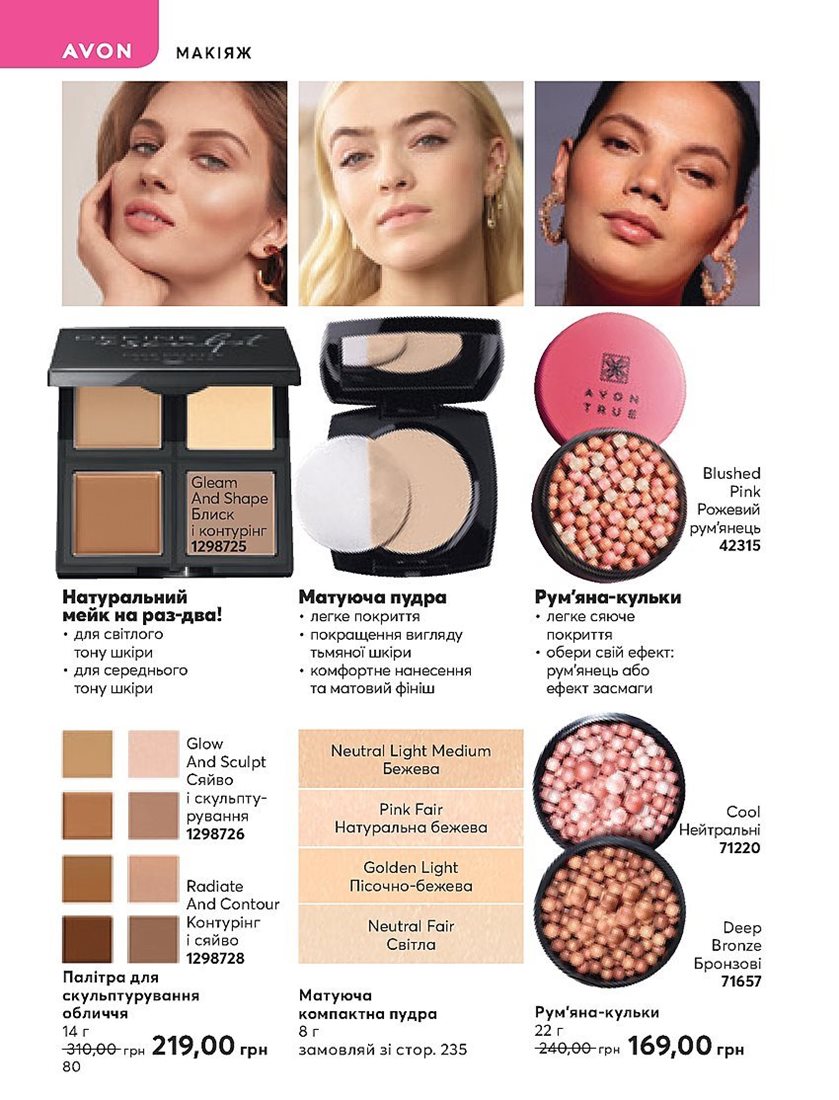 AVON
МАКІЯЖ
AVON
TRUE
Gleam
And Shape
Блиск
і контурінг
1298725
Blushed
Pink
Рожевий
рум'янець
42315
Натуральний
мейк на раз-два!
• для світлого
тону шкіри
• для середнього
тону шкіри
Матуюча пудра
• легке покриття
• покращення вигляду
тьмяної шкіри
• комфортне нанесення
та матовий фініш
Рум'яна-кульки
• легке сяюче
покриття
• обери свій ефект:
рум'янець або
ефект засмаги
Glow
And Sculpt
Сяйво
і скульпту-
рування
1298726
Radiate
And Contour
Контурінг
і сяйво
1298728
Палітра для
скульптурування
обличчя
14 г
310,00 грн 219,00 грн
Neutral Light Medium
Бежева
Pink Fair
Натуральна бежева
Golden Light
Пісочно-бежева
Neutral Fair
Світла
Матуюча
компактна пудра
8 г
замовляй зі стор. 235
Cool
Нейтральні
71220
Deep
Bronze
Бронзові
71657
Рум'яна-кульки
22 г
240,00 грн 169,00 грн
80